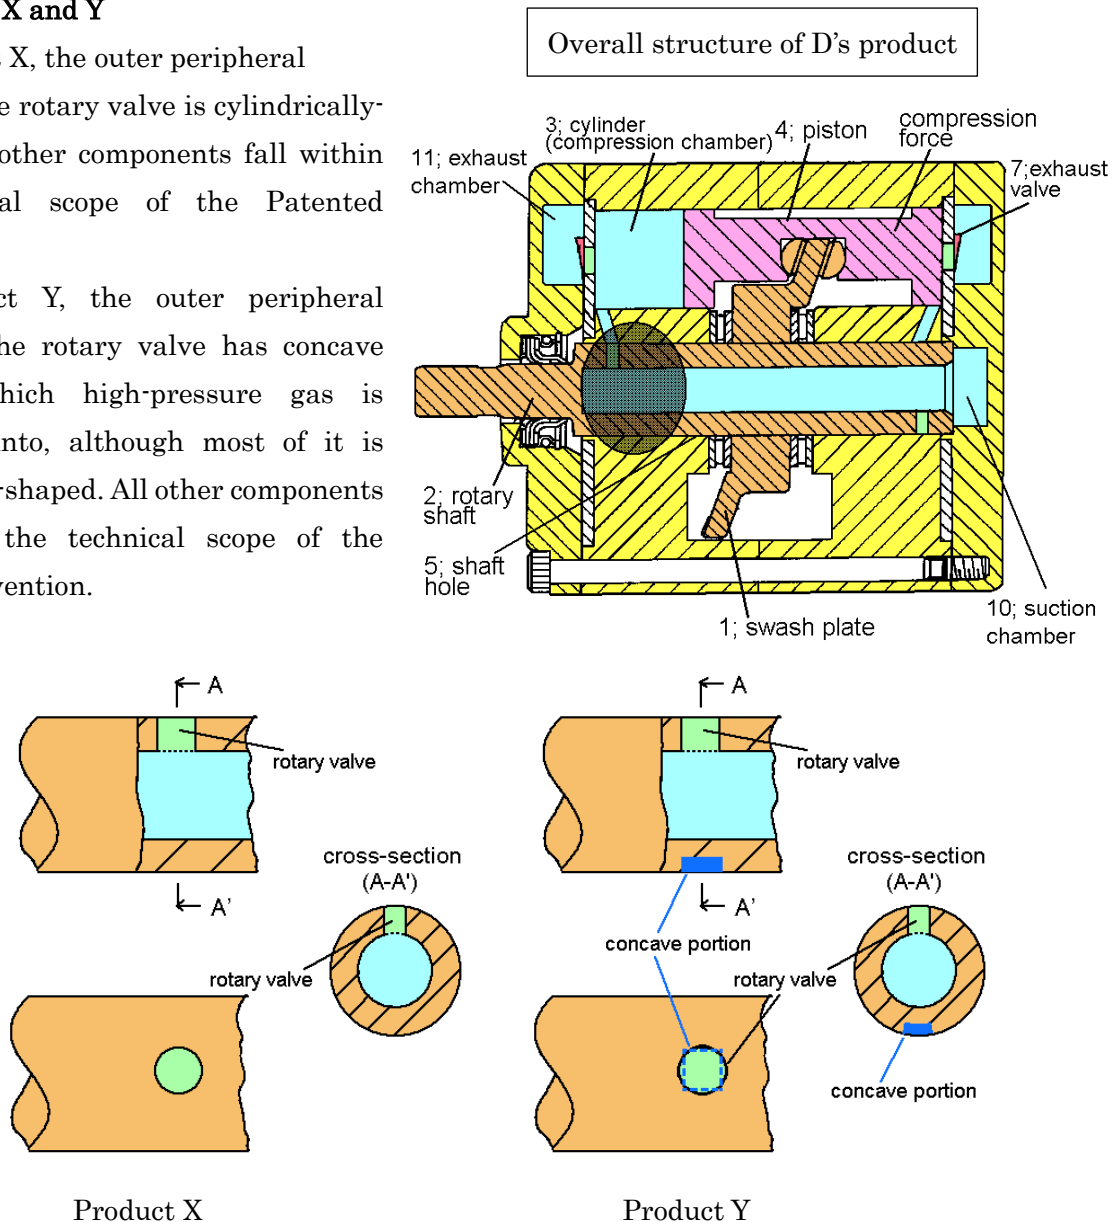 X and Y
X, the outer peripheral
e rotary valve is cylindrically-
other components fall within
al scope of the Patented
ct Y, the outer peripheral
he rotary valve has concave
hich high-pressure gas is
nto, although most of it is
-shaped. All other components
the technical scope of the
vention.
Overall structure of D's product
3; cylinder
(compression chamber)
4; piston
compression
force
11; exhaust
chamber
7;exhaust
valve
2; rotary
shaft
5; shaft
hole
1; swash plate
10; suction
chamber
A
rotary valve
cross-section
(A-A')
A'
rotary valve
A
rotary valve
cross-section
(A-A')
A'
concave portion
rotary valve
concave portion
Product X
Product Y